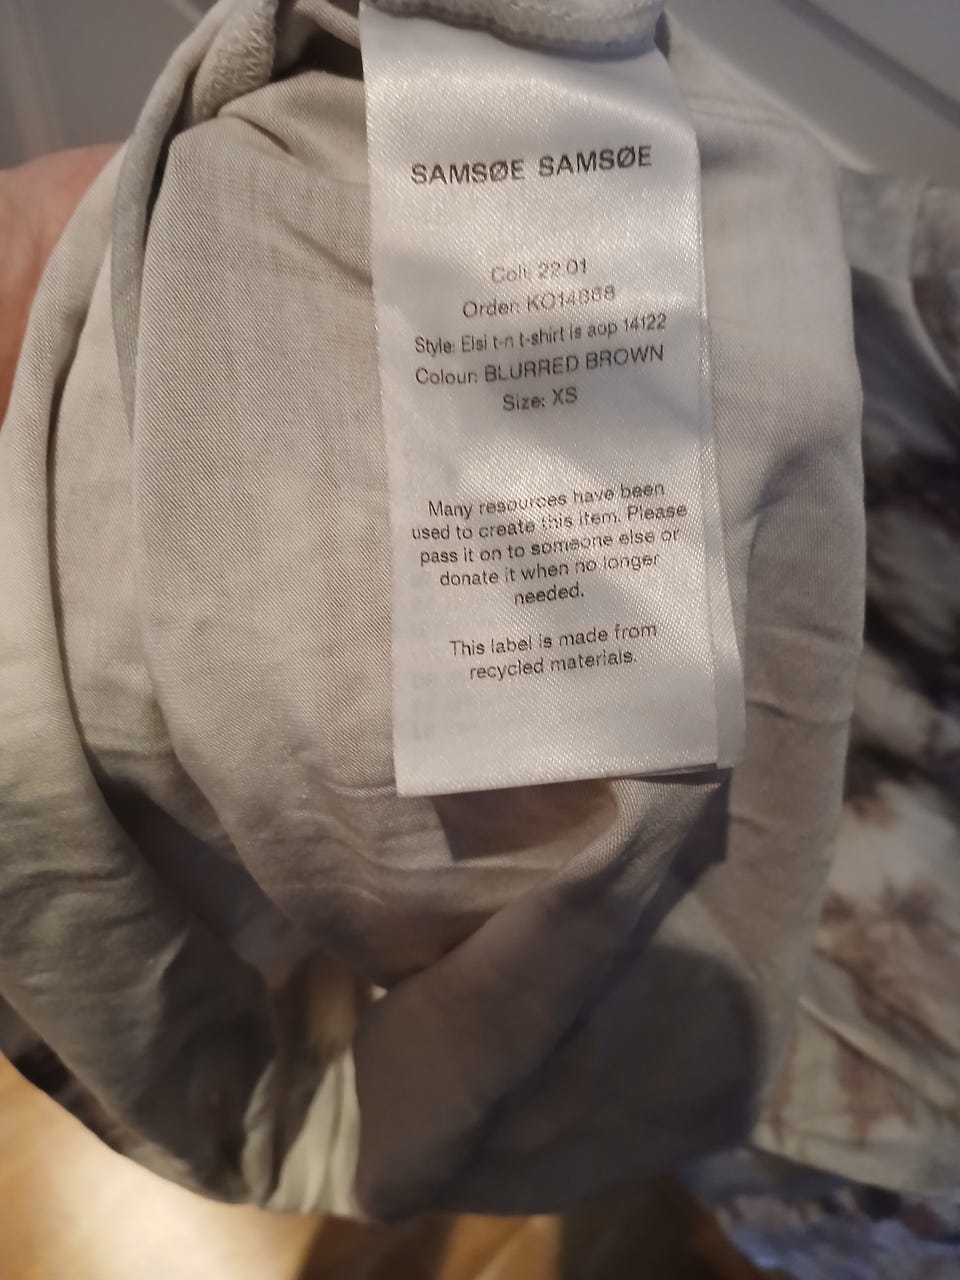 SAMSØE SAMSØE
Coll: 22 01
Order: KO14868
Style: Elsi t-n t-shirt ls aop 14122
Colour: BLURRED BROWN
Size: XS
Many resources have been
used to create this item. Please
pass it on to someone else or
donate it when no longer
needed.
This label is made from
recycled materials.